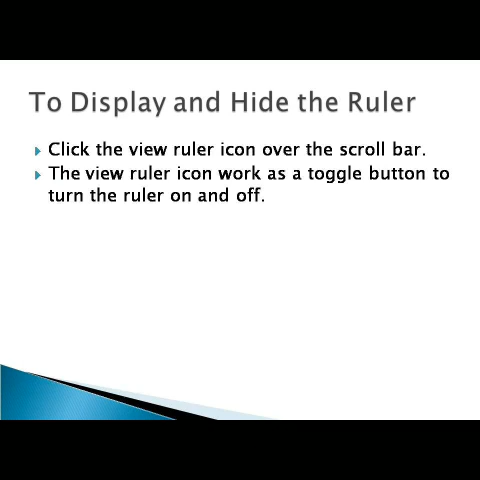 To Display and Hide the Ruler
Click the view ruler icon over the scroll bar.
The view ruler icon work as a toggle button to
turn the ruler on and off.